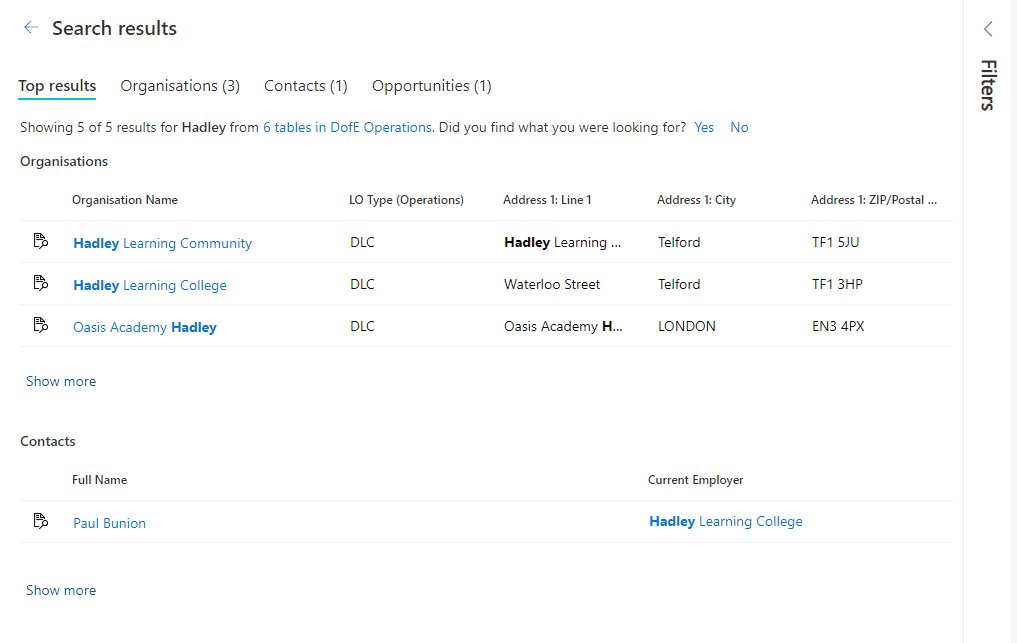 Search results
Filters
Top results Organisations (3) Contacts (1) Opportunities (1)
Showing 5 of 5 results for Hadley from 6 tables in DofE Operations. Did you find what you were looking for? Yes No
Organisations
Organisation Name LO Type (Operations) Address 1: Line 1 Address 1: City Address 1: ZIP/Postal ...
Hadley Learning Community DLC Hadley Learning ... Telford TF1 5JU
Hadley Learning College DLC Waterloo Street Telford TF1 3HP
Oasis Academy Hadley DLC Oasis Academy H... LONDON EN3 4PX
Show more
Contacts
Full Name Current Employer
Paul Bunion Hadley Learning College
Show more